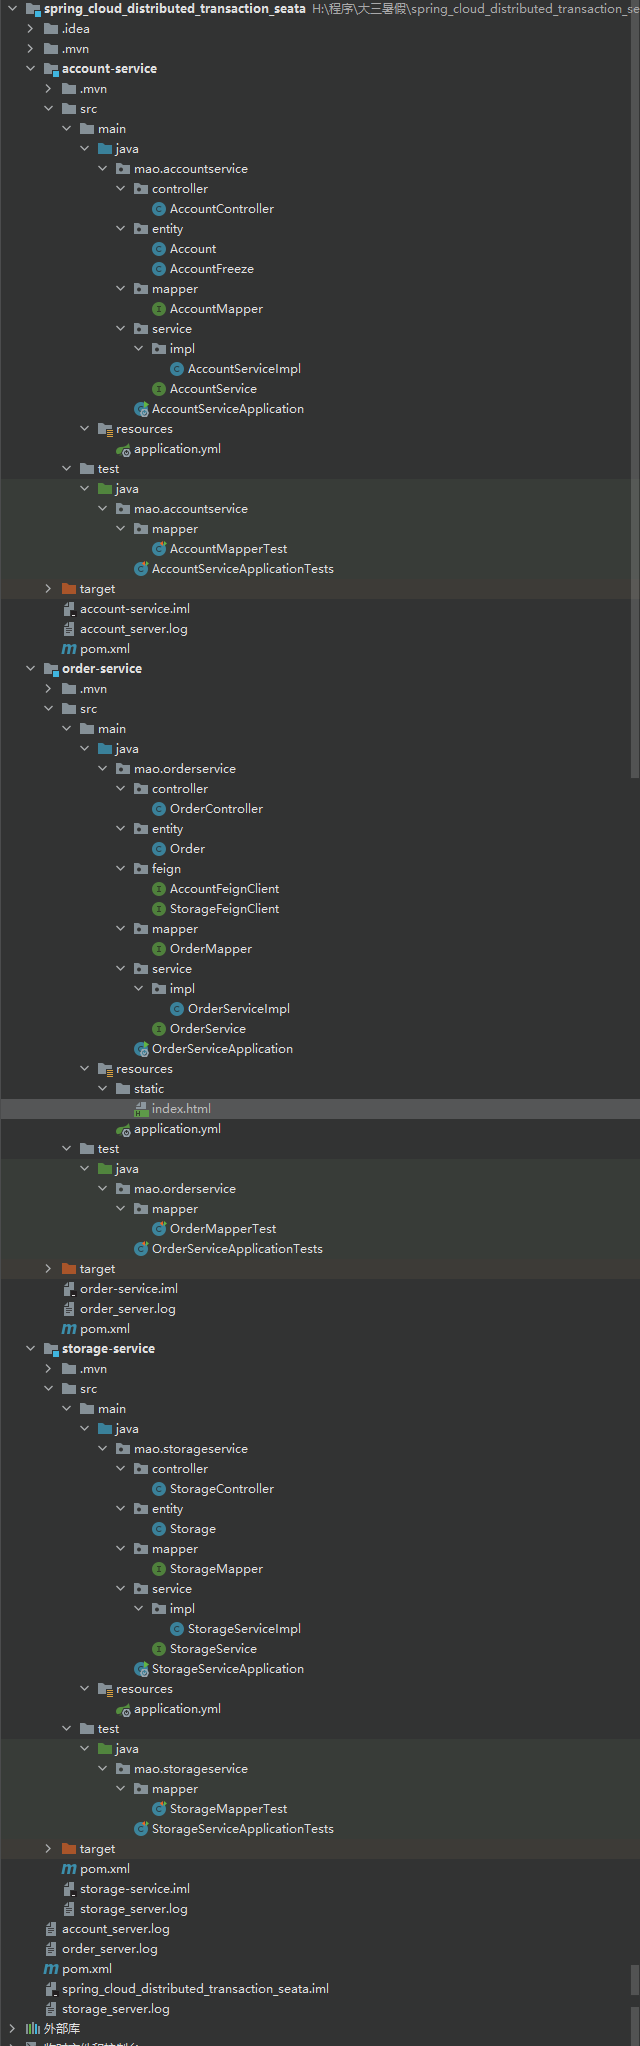 spring_cloud_distributed_transaction_seata H:\程序\大三暑假\spring_cloud_distributed_transaction_se
.idea
.mvn
account-service
.mvn
src
main
java
mao.accountservice
controller
AccountController
entity
Account
AccountFreeze
mapper
AccountMapper
service
impl
AccountServiceImpl
AccountService
AccountServiceApplication
resources
application.yml
test
java
mao.accountservice
mapper
AccountMapperTest
AccountServiceApplicationTests
target
account-service.iml
account_server.log
pom.xml
order-service
.mvn
src
main
java
mao.orderservice
controller
OrderController
entity
Order
feign
AccountFeignClient
StorageFeignClient
mapper
OrderMapper
service
impl
OrderServiceImpl
OrderService
OrderServiceApplication
resources
static
index.html
application.yml
test
java
mao.orderservice
mapper
OrderMapperTest
OrderServiceApplicationTests
target
order-service.iml
order_server.log
pom.xml
storage-service
.mvn
src
main
java
mao.storageservice
controller
StorageController
entity
Storage
mapper
StorageMapper
service
impl
StorageServiceImpl
StorageService
StorageServiceApplication
resources
application.yml
test
java
mao.storageservice
mapper
StorageMapperTest
StorageServiceApplicationTests
target
pom.xml
storage-service.iml
storage_server.log
account_server.log
order_server.log
pom.xml
spring_cloud_distributed_transaction_seata.iml
storage_server.log
外部库